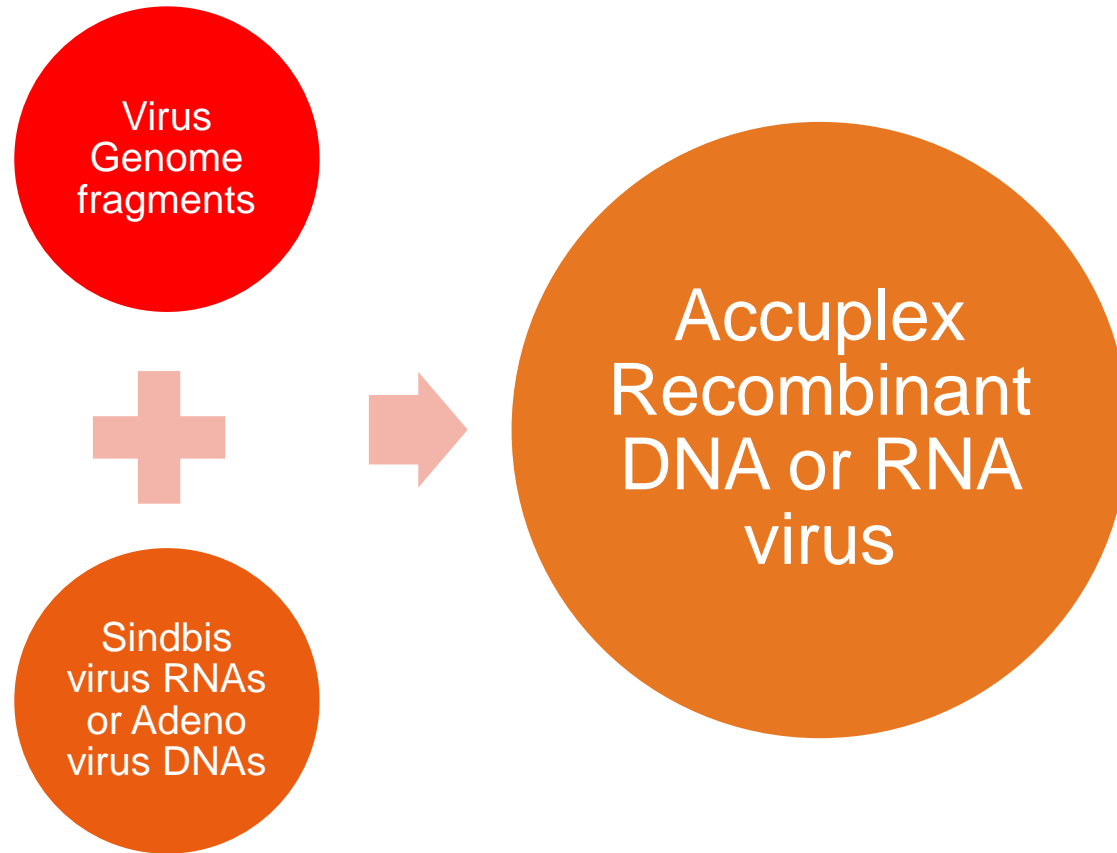 Virus
Genome
fragments
Sindbis
virus RNAs
or Adeno
virus DNAs
Accuplex
Recombinant
DNA or RNA
virus